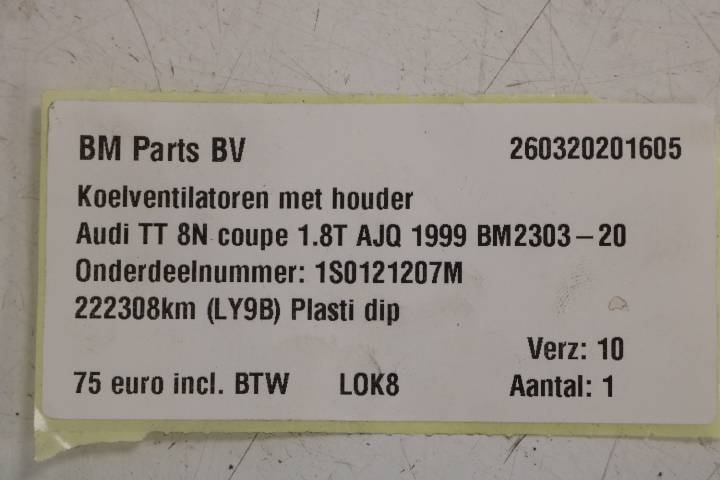 BM Parts BV 260320201605
Koelventilatoren met houder
Audi TT 8N coupe 1.8T AJQ 1999 BM2303-20
Onderdeelnummer: 1S0121207M
222308km (LY9B) Plasti dip
Verz: 10
75 euro incl. BTW LOK8 Aantal: 1